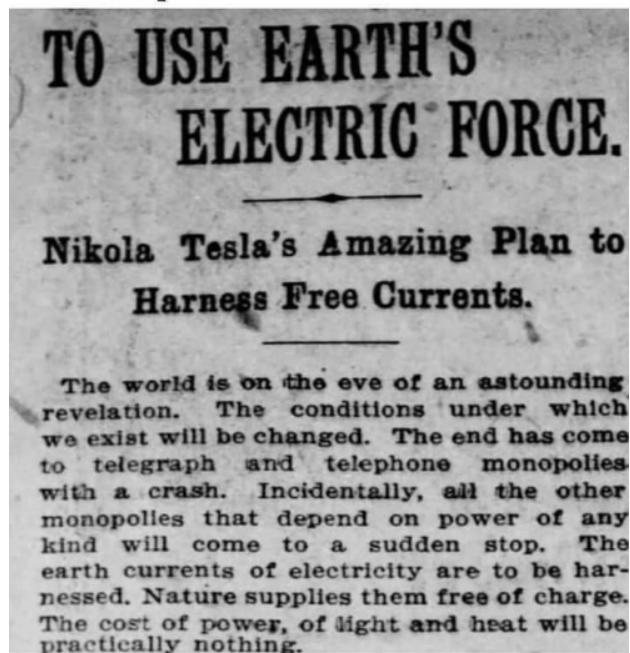 TO USE EARTH'S
ELECTRIC FORCE.
Nikola Tesla's Amazing Plan to
Harness Free Currents.
The world is on the eve of an astounding
revelation. The conditions under which
we exist will be changed. The end has come
to telegraph and telephone monopolies
with a crash. Incidentally, all the other
monopolies that depend on power of any
kind will come to a sudden stop. The
earth currents of electricity are to be har-
nessed. Nature supplies them free of charge.
The cost of power, of light and heat will be
practically nothing.